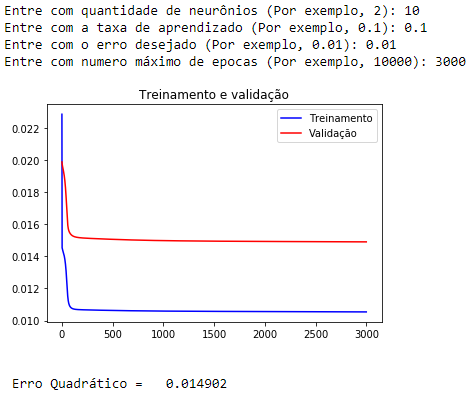 Entre com quantidade de neurônios (Por exemplo, 2): 10
Entre com a taxa de aprendizado (Por exemplo, 0.1): 0.1
Entre com o erro desejado (Por exemplo, 0.01): 0.01
Entre com numero máximo de epocas (Por exemplo, 10000): 3000
Treinamento e validação
Treinamento
Validação
0.022
0.020
0.018
0.016
0.014
0.012
0.010
0 500 1000 1500 2000 2500 3000
Erro Quadrático = 0.014902